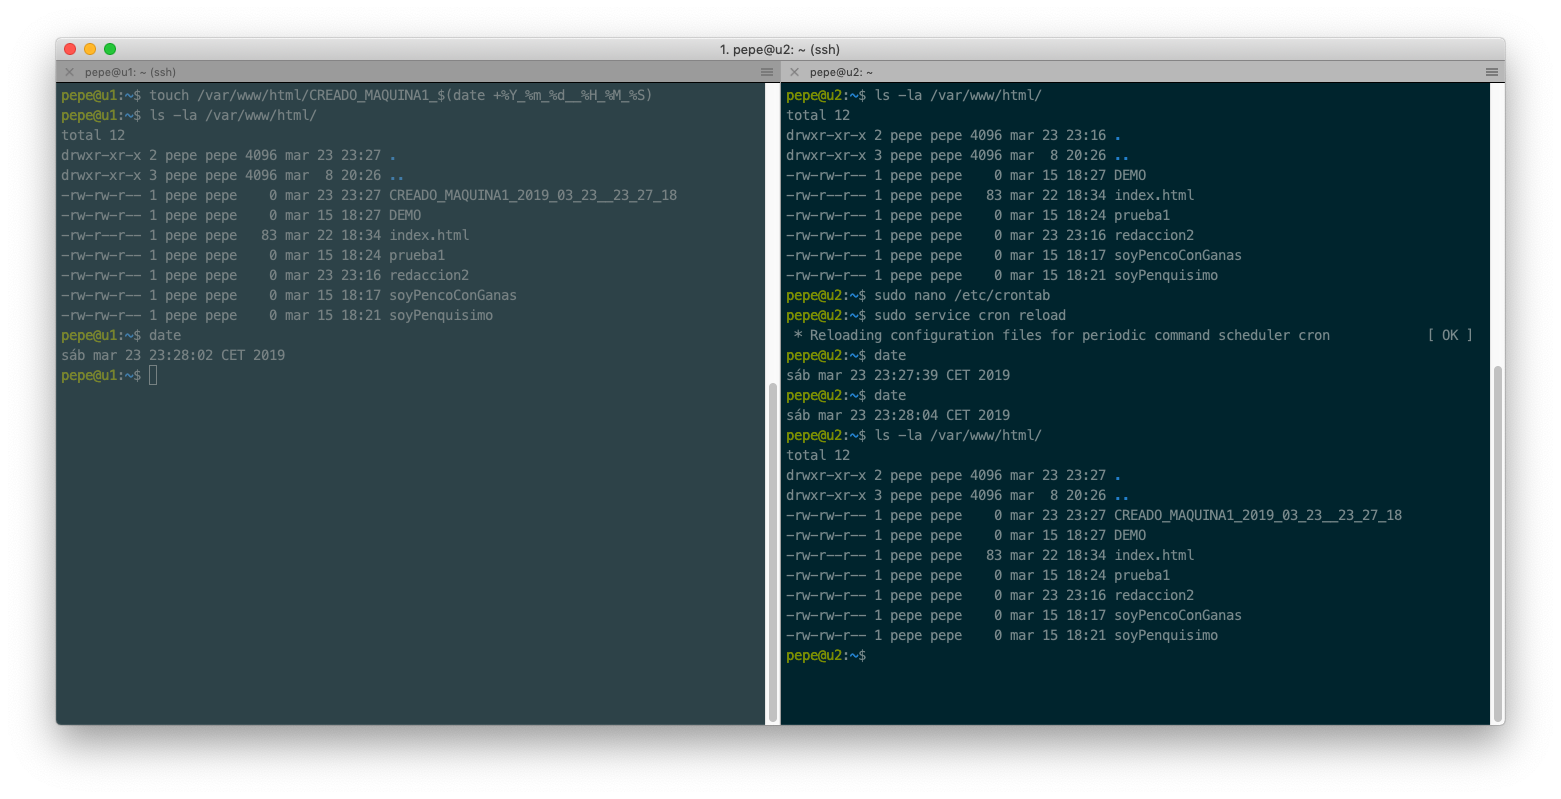 1. pepe@u2: ~ (ssh)
pepe@u1: ~ (ssh)
pepe@u1:~$ touch /var/www/html/CREADO_MAQUINA1_$(date +%Y_%m_%d__%H_%M_%S)
pepe@u1:~$ ls -la /var/www/html/
total 12
drwxr-xr-x 2 pepe pepe 4096 mar 23 23:27 .
drwxr-xr-x 3 pepe pepe 4096 mar  8 20:26 ..
-rw-rw-r-- 1 pepe pepe    0 mar 23 23:27 CREADO_MAQUINA1_2019_03_23__23_27_18
-rw-rw-r-- 1 pepe pepe    0 mar 15 18:27 DEMO
-rw-r--r-- 1 pepe pepe   83 mar 22 18:34 index.html
-rw-rw-r-- 1 pepe pepe    0 mar 15 18:24 prueba1
-rw-rw-r-- 1 pepe pepe    0 mar 23 23:16 redaccion2
-rw-rw-r-- 1 pepe pepe    0 mar 15 18:17 soyPencoConGanas
-rw-rw-r-- 1 pepe pepe    0 mar 15 18:21 soyPenquisimo
pepe@u1:~$ date
sáb mar 23 23:28:02 CET 2019
pepe@u1:~$
pepe@u2: ~
pepe@u2:~$ ls -la /var/www/html/
total 12
drwxr-xr-x 2 pepe pepe 4096 mar 23 23:16 .
drwxr-xr-x 3 pepe pepe 4096 mar  8 20:26 ..
-rw-rw-r-- 1 pepe pepe    0 mar 15 18:27 DEMO
-rw-r--r-- 1 pepe pepe   83 mar 22 18:34 index.html
-rw-rw-r-- 1 pepe pepe    0 mar 15 18:24 prueba1
-rw-rw-r-- 1 pepe pepe    0 mar 23 23:16 redaccion2
-rw-rw-r-- 1 pepe pepe    0 mar 15 18:17 soyPencoConGanas
-rw-rw-r-- 1 pepe pepe    0 mar 15 18:21 soyPenquisimo
pepe@u2:~$ sudo nano /etc/crontab
pepe@u2:~$ sudo service cron reload
 * Reloading configuration files for periodic command scheduler cron            [ OK ]
pepe@u2:~$ date
sáb mar 23 23:27:39 CET 2019
pepe@u2:~$ date
sáb mar 23 23:28:04 CET 2019
pepe@u2:~$ ls -la /var/www/html/
total 12
drwxr-xr-x 2 pepe pepe 4096 mar 23 23:27 .
drwxr-xr-x 3 pepe pepe 4096 mar  8 20:26 ..
-rw-rw-r-- 1 pepe pepe    0 mar 23 23:27 CREADO_MAQUINA1_2019_03_23__23_27_18
-rw-rw-r-- 1 pepe pepe    0 mar 15 18:27 DEMO
-rw-r--r-- 1 pepe pepe   83 mar 22 18:34 index.html
-rw-rw-r-- 1 pepe pepe    0 mar 15 18:24 prueba1
-rw-rw-r-- 1 pepe pepe    0 mar 23 23:16 redaccion2
-rw-rw-r-- 1 pepe pepe    0 mar 15 18:17 soyPencoConGanas
-rw-rw-r-- 1 pepe pepe    0 mar 15 18:21 soyPenquisimo
pepe@u2:~$